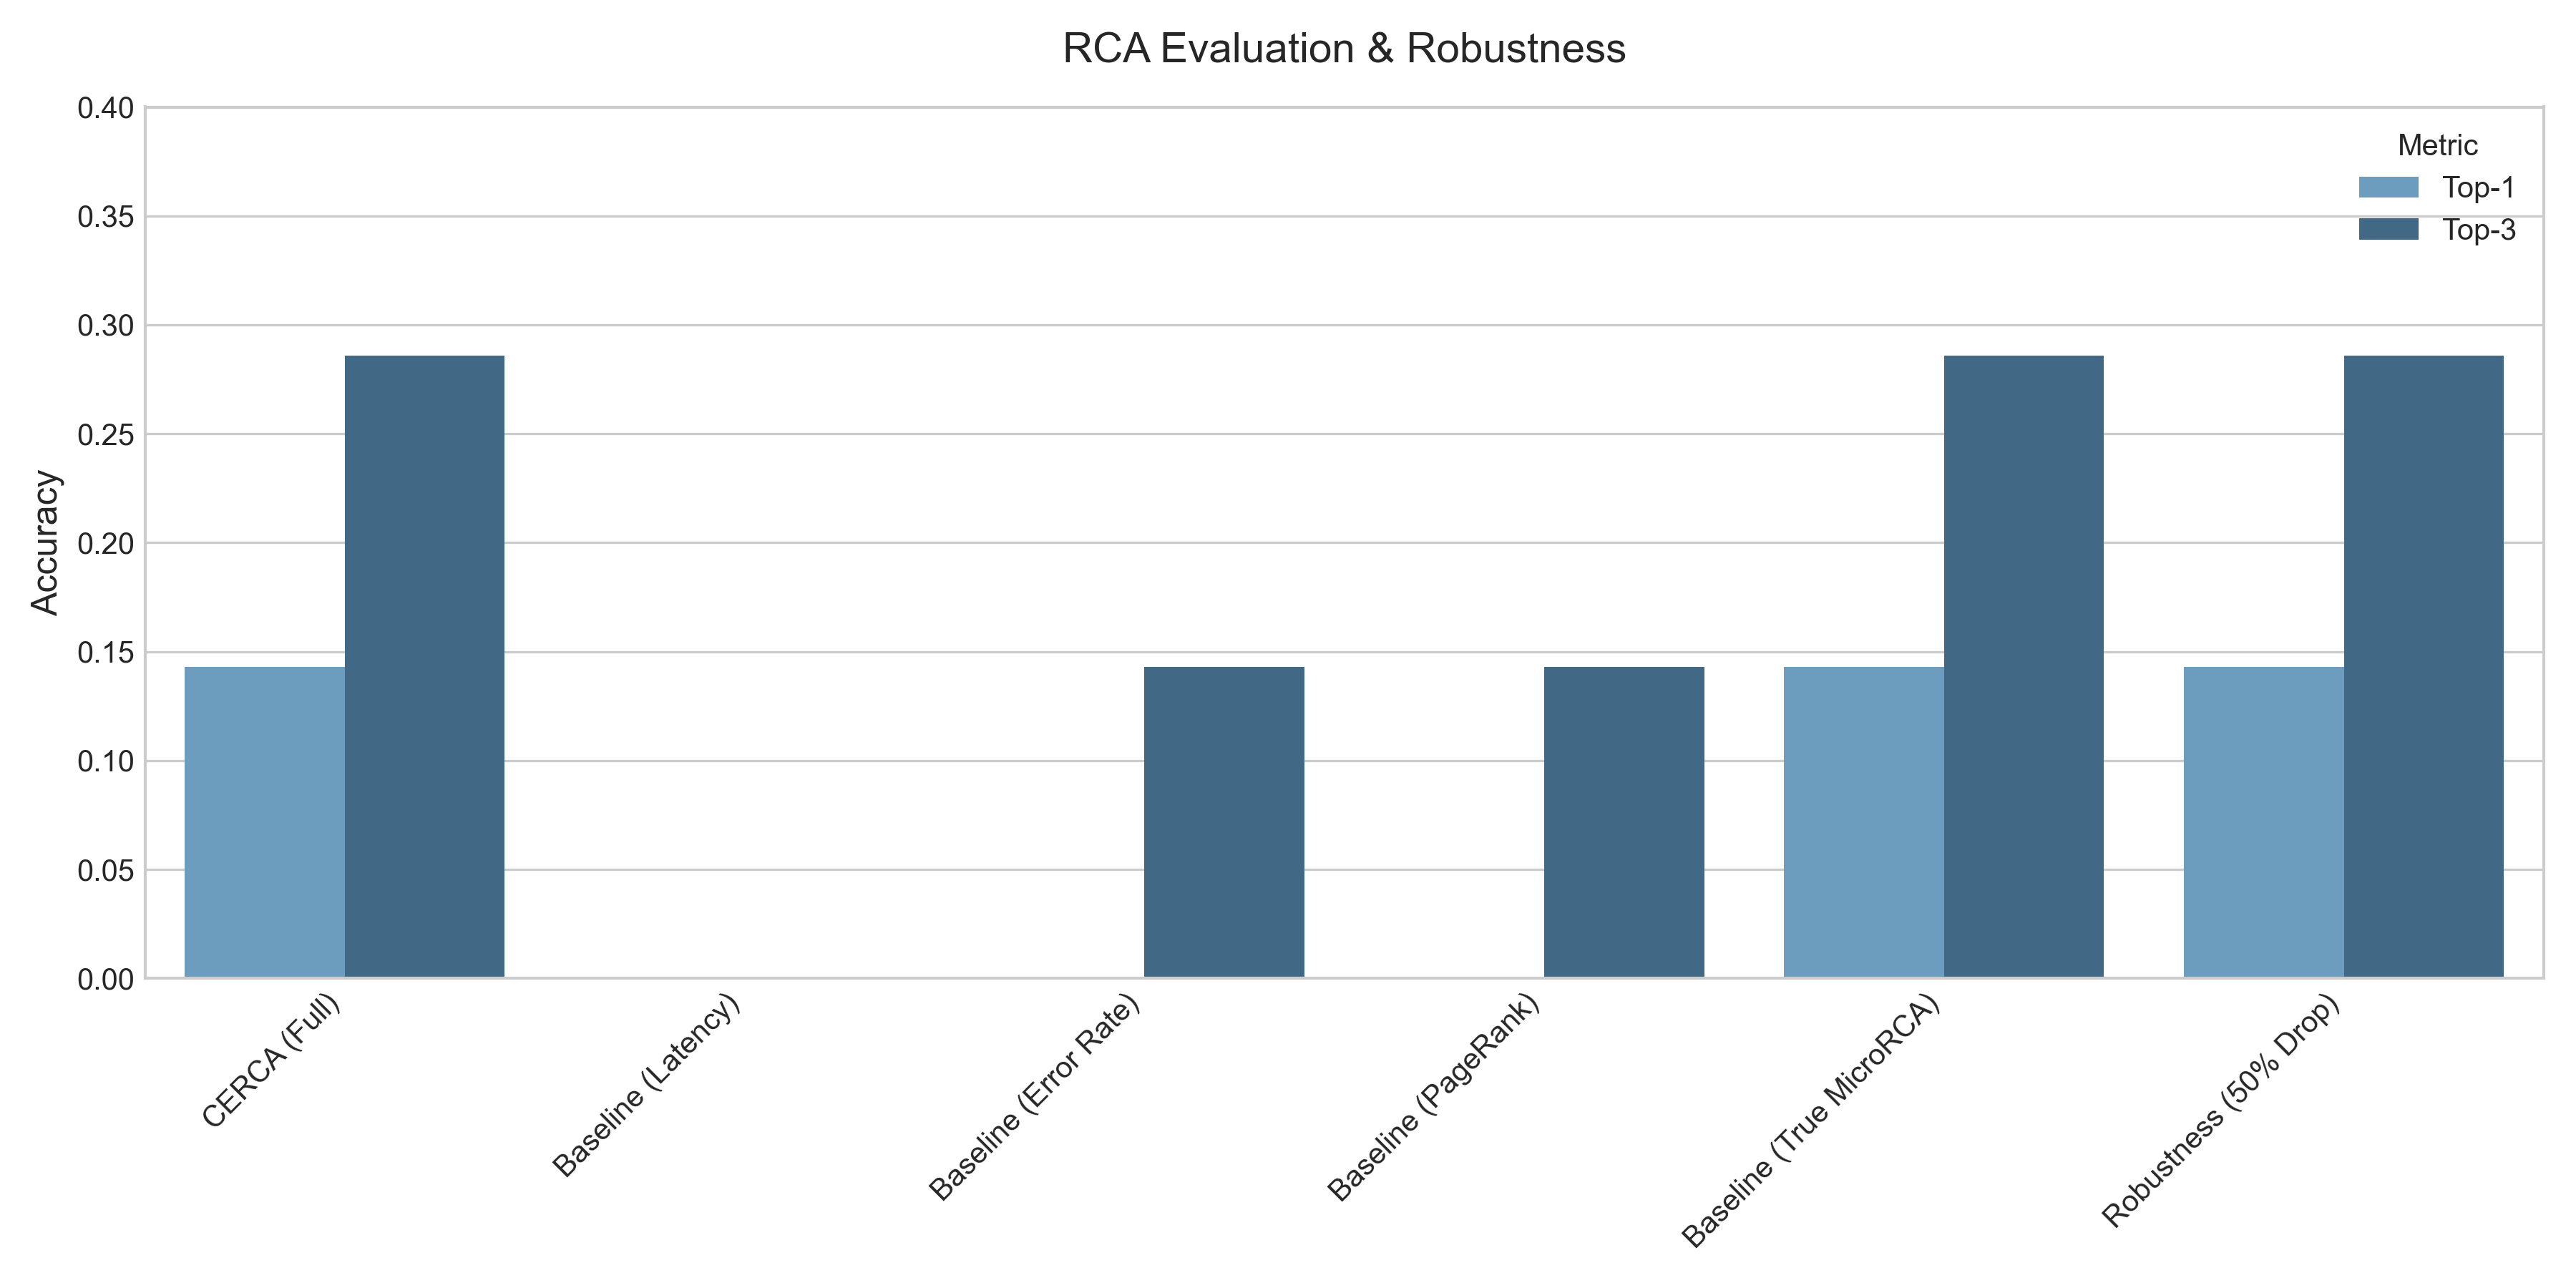 RCA Evaluation & Robustness
Accuracy
0.40
0.35
0.30
0.25
0.20
0.15
0.10
0.05
0.00
Metric
Top-1
Top-3
CERCA (Full)
Baseline (Latency)
Baseline (Error Rate)
Baseline (PageRank)
Baseline (True MicroRCA)
Robustness (50% Drop)